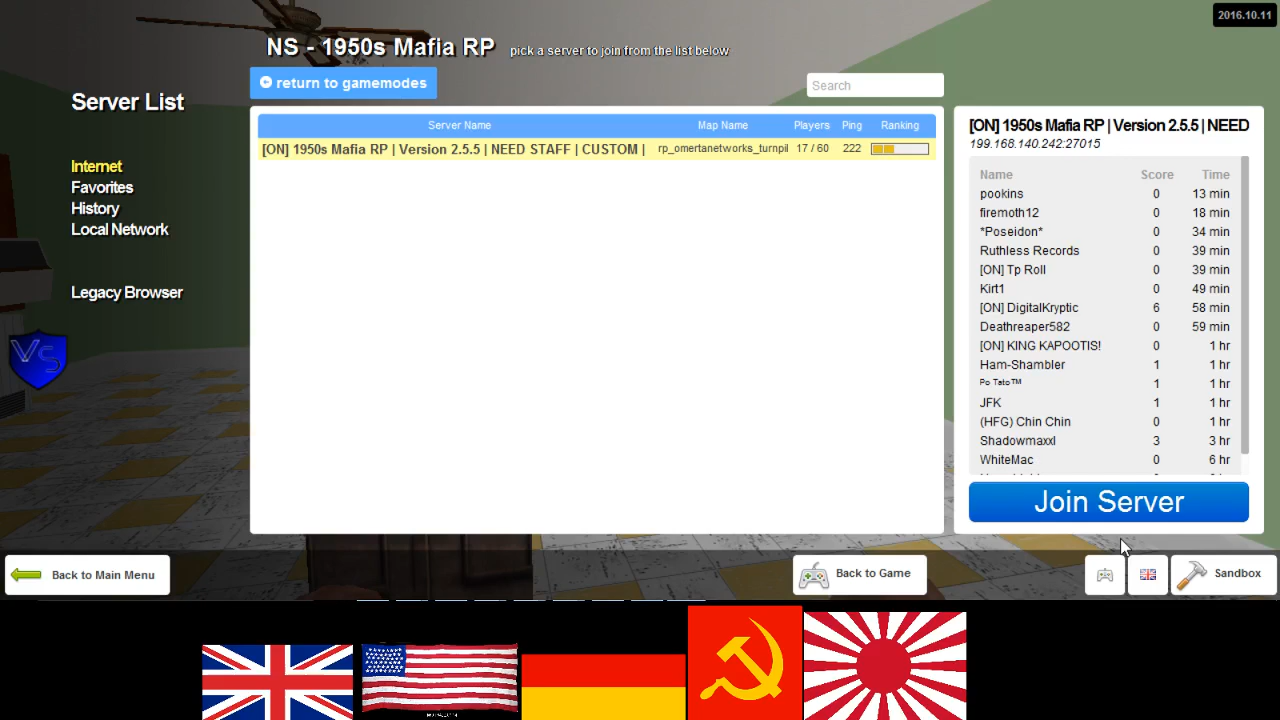 2016.10.11
NS - 1950s Mafia RP pick a server to join from the list below
return to gamemodes
Search
Server List
Internet
Favorites
History
Local Network
Legacy Browser
VS
Server Name Map Name Players Ping Ranking
[ON] 1950s Mafia RP | Version 2.5.5 | NEED STAFF | CUSTOM | rp_omertanetworks_turnpil 17 / 60 222
[ON] 1950s Mafia RP | Version 2.5.5 | NEED
199.168.140.242:27015
Name Score Time
pookins 0 13 min
firemoth12 0 18 min
*Poseidon* 0 34 min
Ruthless Records 0 39 min
[ON] Tp Roll 0 39 min
Kirt1 0 49 min
[ON] DigitalKryptic 6 58 min
Deathreaper582 0 59 min
[ON] KING KAPOOTIS! 0 1 hr
Ham-Shambler 1 1 hr
Po Tato™ 1 1 hr
JFK 1 1 hr
(HFG) Chin Chin 0 1 hr
Shadowmaxxl 3 3 hr
WhiteMac 0 6 hr
Join Server
Back to Main Menu
Back to Game
Sandbox